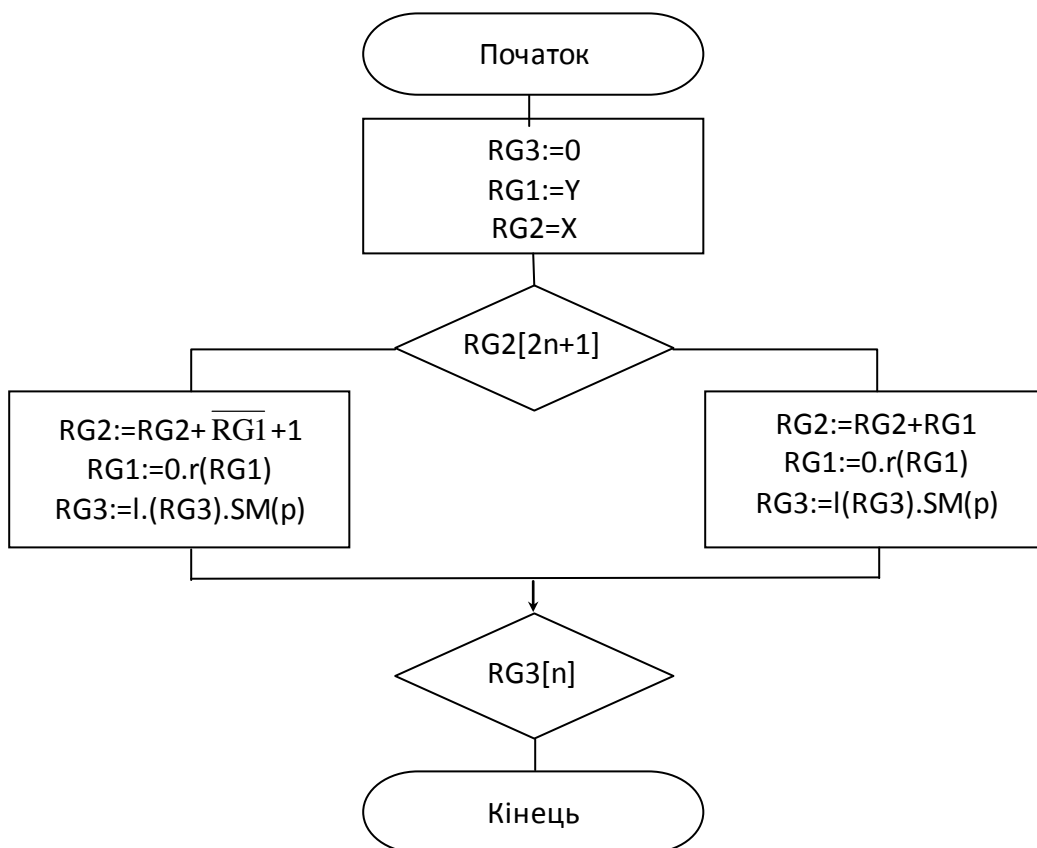 Початок
RG3:=0
RG1:=Y
RG2=X
RG2[2n+1]
RG2:=RG2+ R̅G̅1̅ +1
RG1:=0.r(RG1)
RG3:=l.(RG3).SM(p)
RG2:=RG2+RG1
RG1:=0.r(RG1)
RG3:=l(RG3).SM(p)
RG3[n]
Кінець